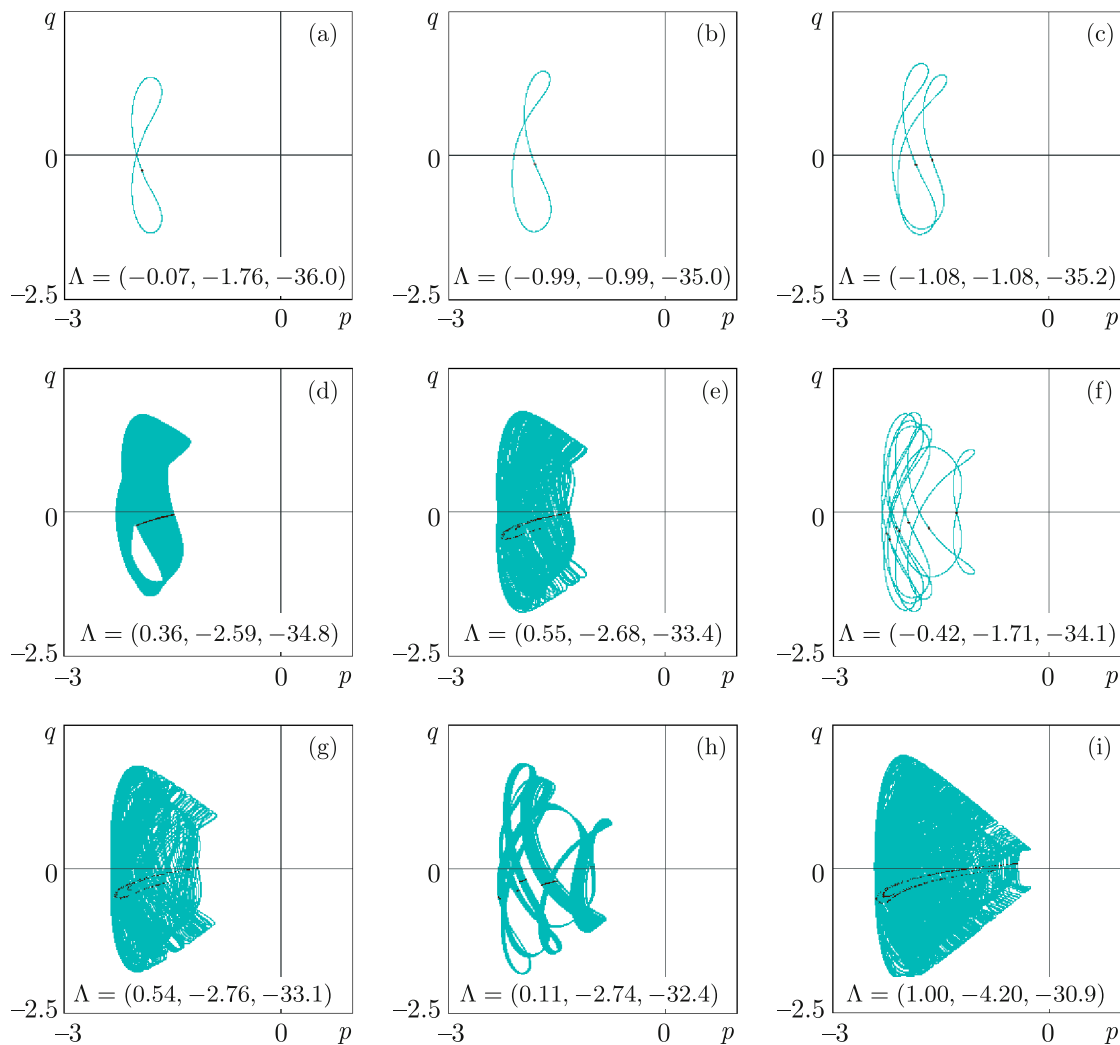 q (a)
0
Λ = (−0.07, −1.76, −36.0)
−2.5
−3 0 p
q (b)
0
Λ = (−0.99, −0.99, −35.0)
−2.5
−3 0 p
q (c)
0
Λ = (−1.08, −1.08, −35.2)
−2.5
−3 0 p
q (d)
0
Λ = (0.36, −2.59, −34.8)
−2.5
−3 0 p
q (e)
0
Λ = (0.55, −2.68, −33.4)
−2.5
−3 0 p
q (f)
0
Λ = (−0.42, −1.71, −34.1)
−2.5
−3 0 p
q (g)
0
Λ = (0.54, −2.76, −33.1)
−2.5
−3 0 p
q (h)
0
Λ = (0.11, −2.74, −32.4)
−2.5
−3 0 p
q (i)
0
Λ = (1.00, −4.20, −30.9)
−2.5
−3 0 p